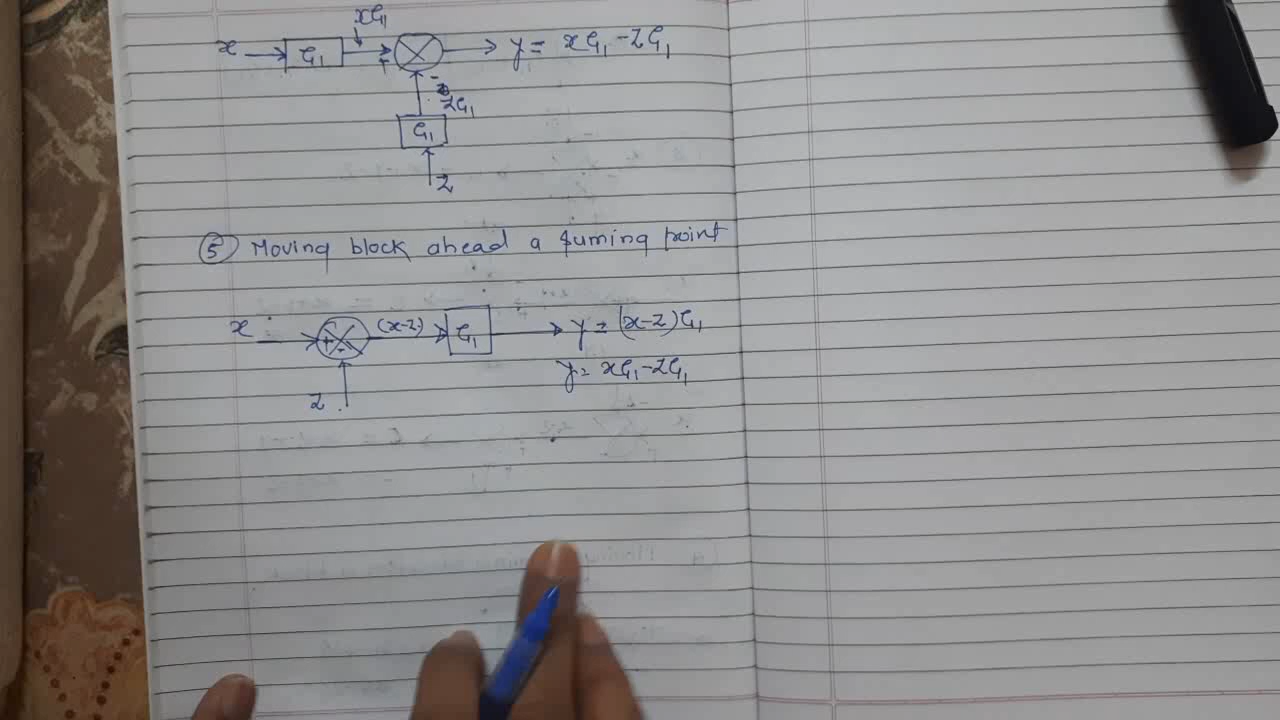 xG₁
x G₁ + y = xG₁ - ZG₁
-
ZG₁
G₁
Z
⑤ Moving block ahead a suming point
x + - (x-z) G₁ y = (x-z)G₁
y = xG₁ - ZG₁
Z